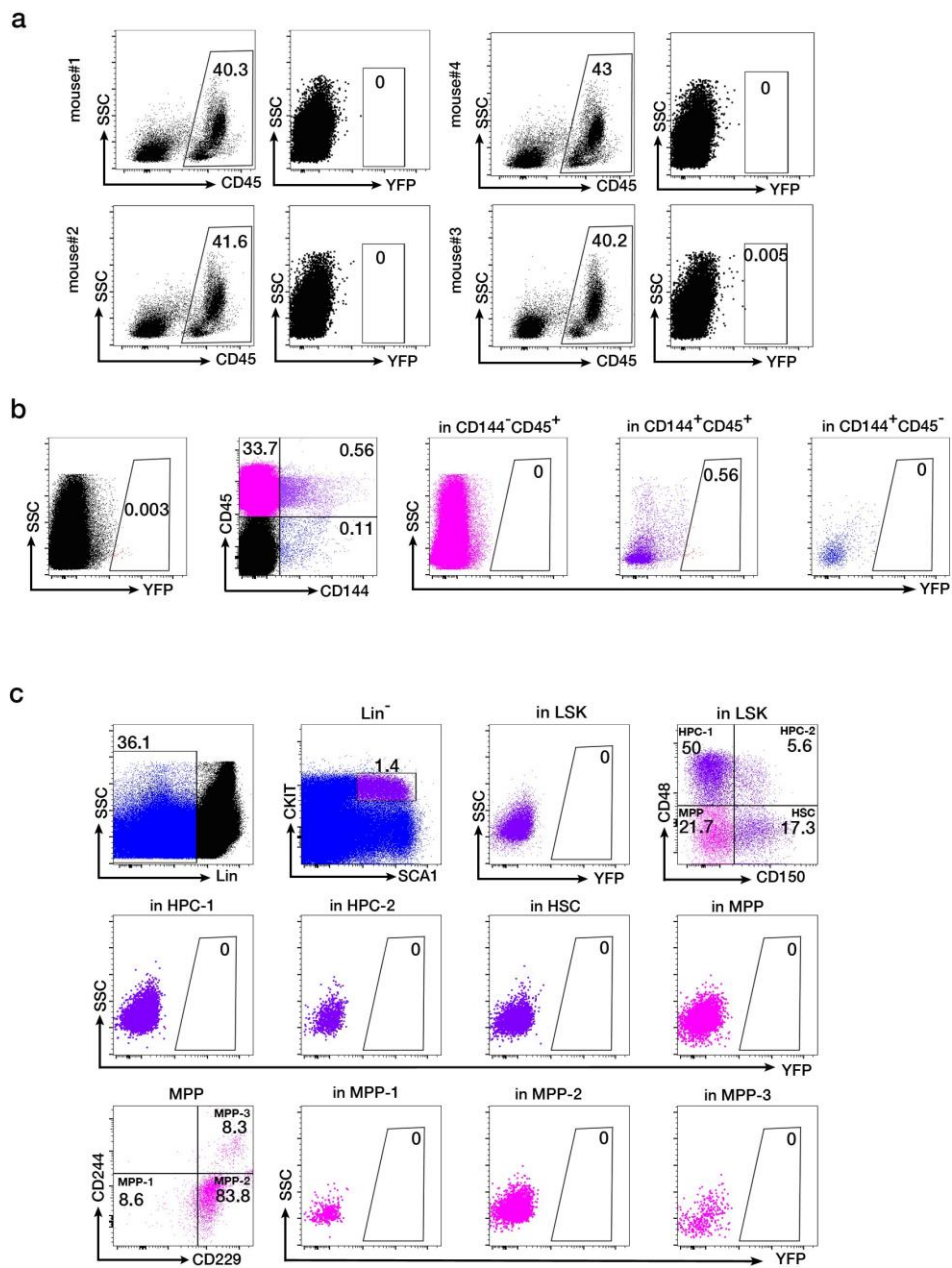 a
mouse#1
SSC
40.3
CD45
SSC
0
YFP
mouse#4
SSC
43
CD45
SSC
0
YFP
mouse#2
SSC
41.6
CD45
SSC
0
YFP
mouse#3
SSC
40.2
CD45
SSC
0.005
YFP
b
SSC
0.003
YFP
CD45
33.7
0.56
0.11
CD144
in CD144⁻CD45⁺
SSC
0
in CD144⁺CD45⁺
0.56
in CD144⁺CD45⁻
0
YFP
c
SSC
36.1
Lin
Lin⁻
CKIT
1.4
SCA1
in LSK
SSC
0
YFP
in LSK
CD48
HPC-1
50
HPC-2
5.6
MPP
21.7
HSC
17.3
CD150
in HPC-1
SSC
0
in HPC-2
0
in HSC
0
in MPP
0
YFP
MPP
CD244
MPP-3
8.3
MPP-1
8.6
MPP-2
83.8
CD229
in MPP-1
SSC
0
in MPP-2
0
in MPP-3
0
YFP